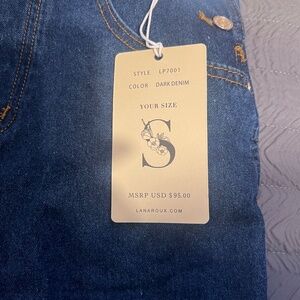 STYLE LP7001
COLOR DARK DENIM
YOUR SIZE
S
MSRP USD $95.00
LANAROUX.COM